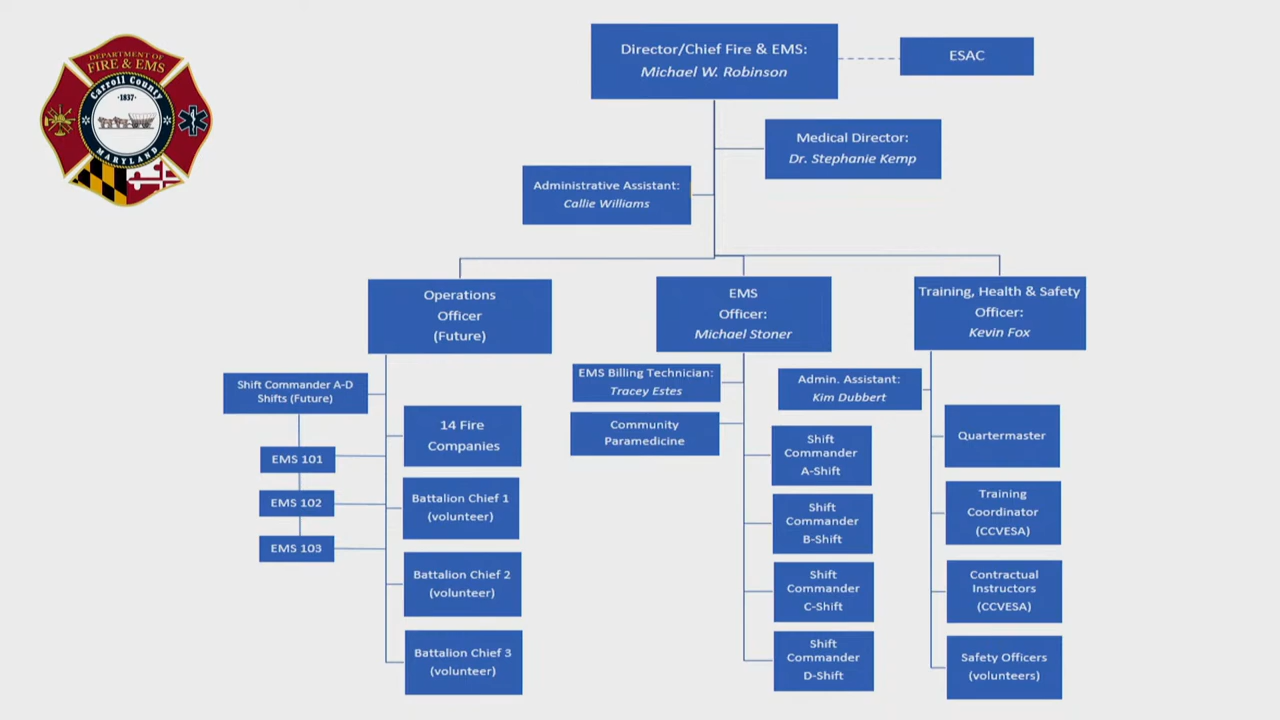 DEPARTMENT OF
FIRE & EMS
Carroll County
·1837·
MARYLAND
Director/Chief Fire & EMS:
Michael W. Robinson
ESAC
Medical Director:
Dr. Stephanie Kemp
Administrative Assistant:
Callie Williams
Operations
Officer
(Future)
Shift Commander A-D
Shifts (Future)
EMS 101
EMS 102
EMS 103
14 Fire
Companies
Battalion Chief 1
(volunteer)
Battalion Chief 2
(volunteer)
Battalion Chief 3
(volunteer)
EMS
Officer:
Michael Stoner
EMS Billing Technician:
Tracey Estes
Community
Paramedicine
Shift
Commander
A-Shift
Shift
Commander
B-Shift
Shift
Commander
C-Shift
Shift
Commander
D-Shift
Training, Health & Safety
Officer:
Kevin Fox
Admin. Assistant:
Kim Dubbert
Quartermaster
Training
Coordinator
(CCVESA)
Contractual
Instructors
(CCVESA)
Safety Officers
(volunteers)